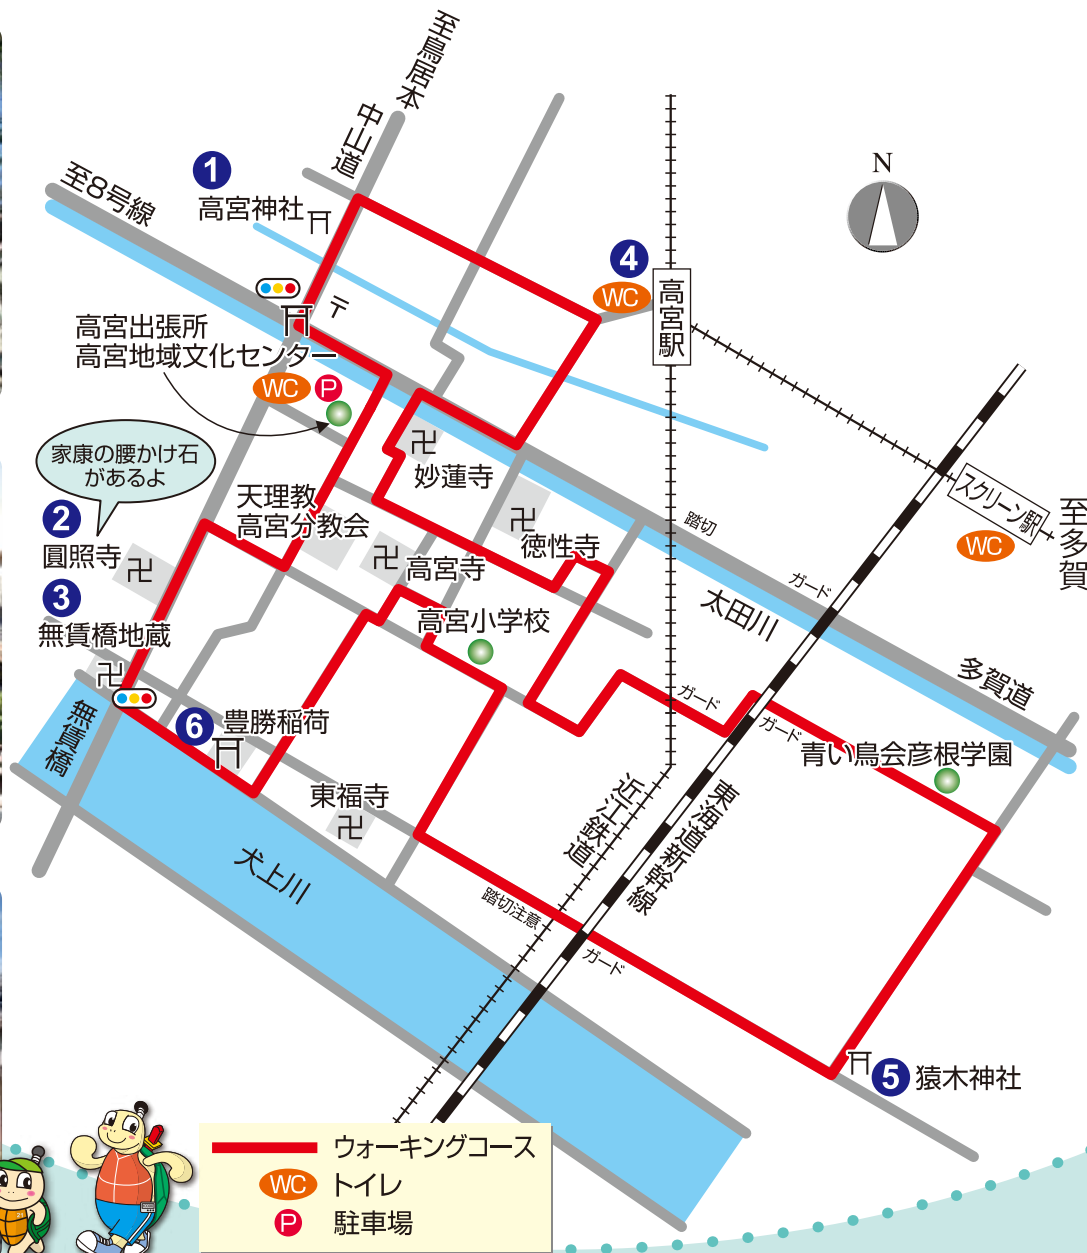 至鳥居本
中山道
N
1
至8号線
高宮神社
4
WC
高宮駅
〒
高宮出張所
高宮地域文化センター
WC
P
家康の腰かけ石
があるよ
卍
妙蓮寺
スクリーン駅
至多賀
WC
天理教
高宮分教会
2
圓照寺
卍
卍
徳性寺
踏切
卍
高宮寺
ガード
太田川
3
無賃橋地蔵
卍
高宮小学校
多賀道
ガード
ガード
無賃橋
6
豊勝稲荷
青い鳥会彦根学園
東福寺
卍
近江鉄道
東海道新幹線
犬上川
踏切注意
ガード
5
猿木神社
ウォーキングコース
WC
トイレ
P
駐車場
21